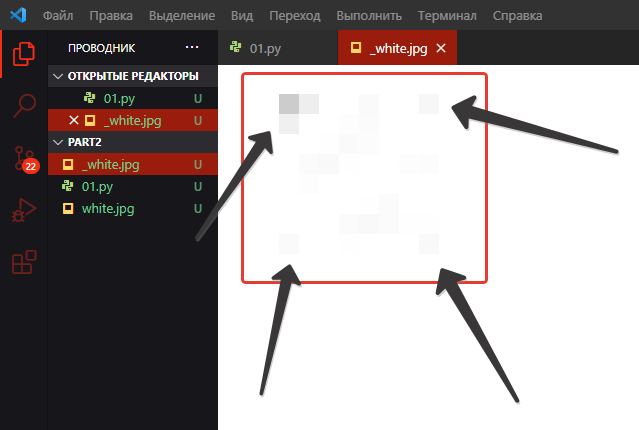 Файл Правка Выделение Вид Переход Выполнить Терминал Справка
ПРОВОДНИК ...
01.py
_white.jpg
ОТКРЫТЫЕ РЕДАКТОРЫ
01.py U
_white.jpg U
PART2
_white.jpg U
01.py U
white.jpg U
22